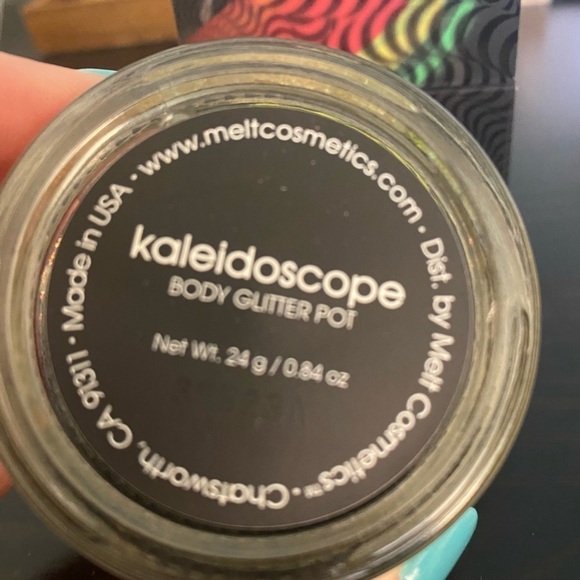 kaleidoscope
BODY GLITTER POT
Net Wt. 24 g / 0.84 oz
www.meltcosmetics.com • Dist. by Melt Cosmetics™ • Chatsworth, CA 91311 • Made in USA •